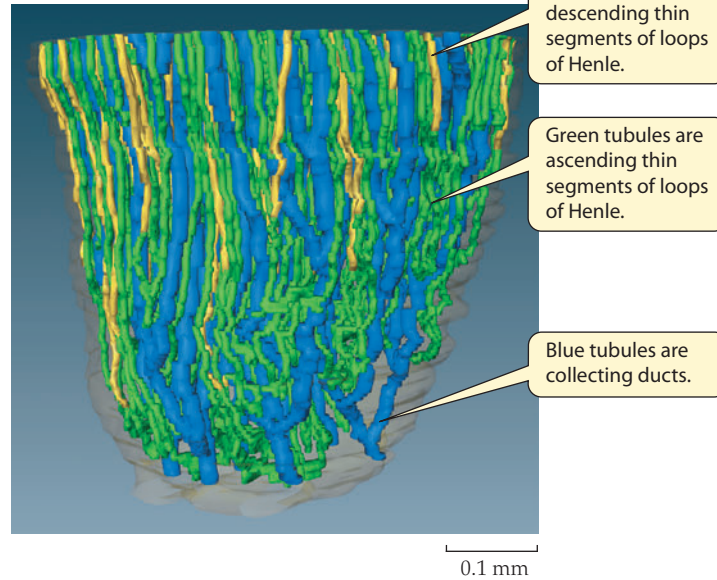 descending thin
segments of loops
of Henle.
Green tubules are
ascending thin
segments of loops
of Henle.
Blue tubules are
collecting ducts.
0.1 mm